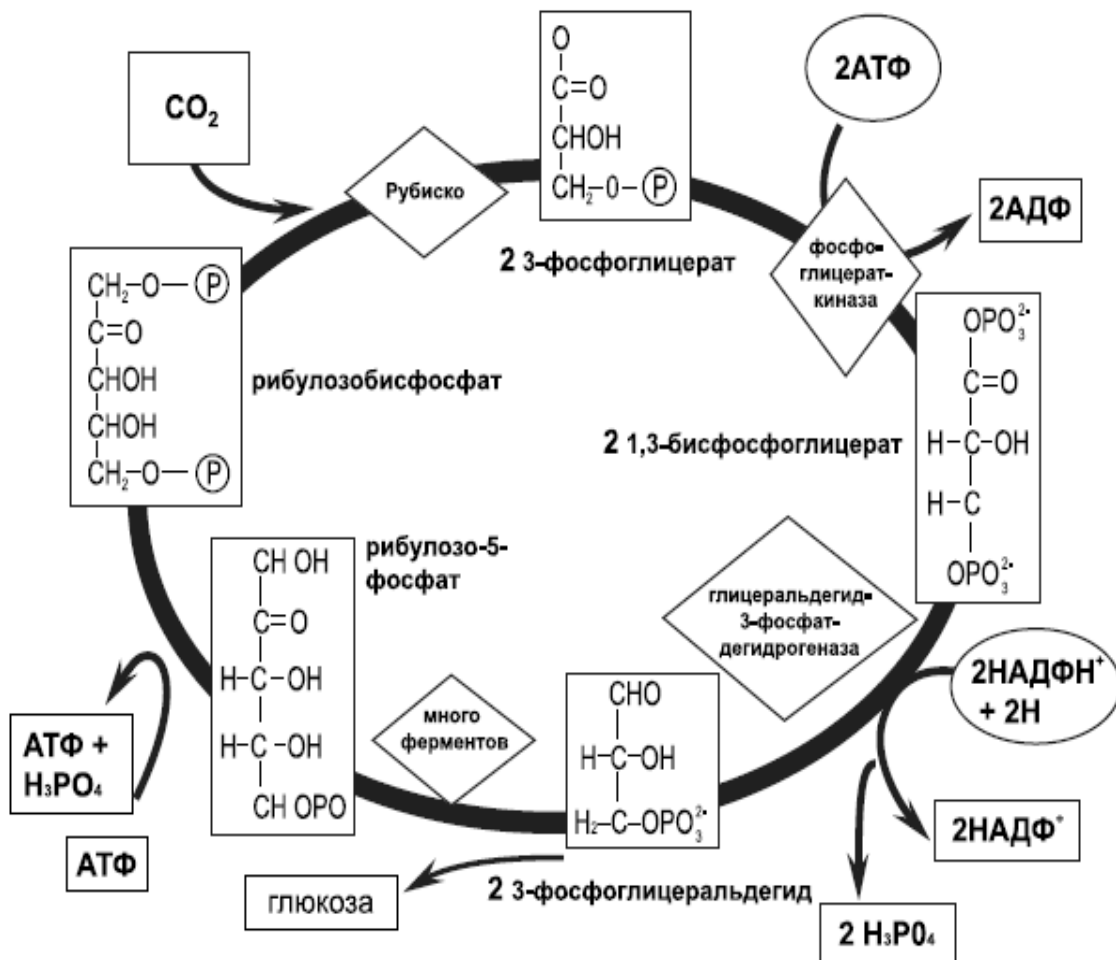 CO₂
Рубиско
O
C=O
CHOH
CH₂–O–P
2АТФ
2АДФ
2 3-фосфоглицерат
фосфо-
глицерат-
киназа
CH₂–O–P
C=O
CHOH
CHOH
CH₂–O–P
рибулозобисфосфат
OPO₃²⁻
C=O
H–C–OH
H–C
OPO₃²⁻
2 1,3-бисфосфоглицерат
рибулозо-5-
фосфат
CH OH
C=O
H–C–OH
H–C–OH
CH OPO
глицеральдегид-
3-фосфат-
дегидрогеназа
2НАДФН⁺
+ 2Н
много
ферментов
CHO
H–C–OH
H₂–C–OPO₃²⁻
АТФ +
H₃PO₄
АТФ
2НАДФ⁺
глюкоза
2 3-фосфоглицеральдегид
2 H₃P0₄